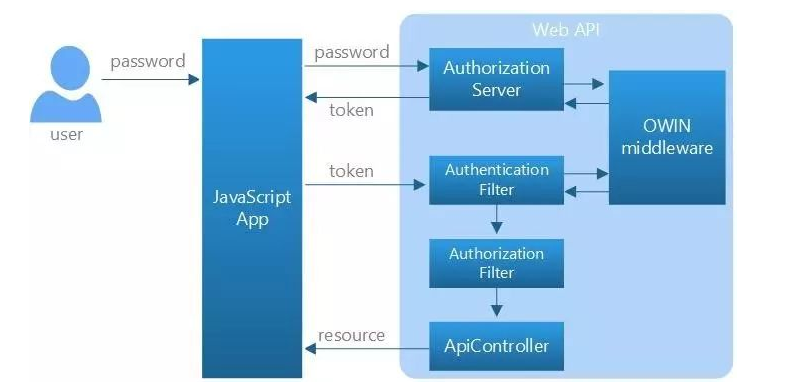 Web API
password
password
Authorization
Server
token
user
OWIN
middleware
token
Authentication
Filter
JavaScript
App
Authorization
Filter
resource
ApiController